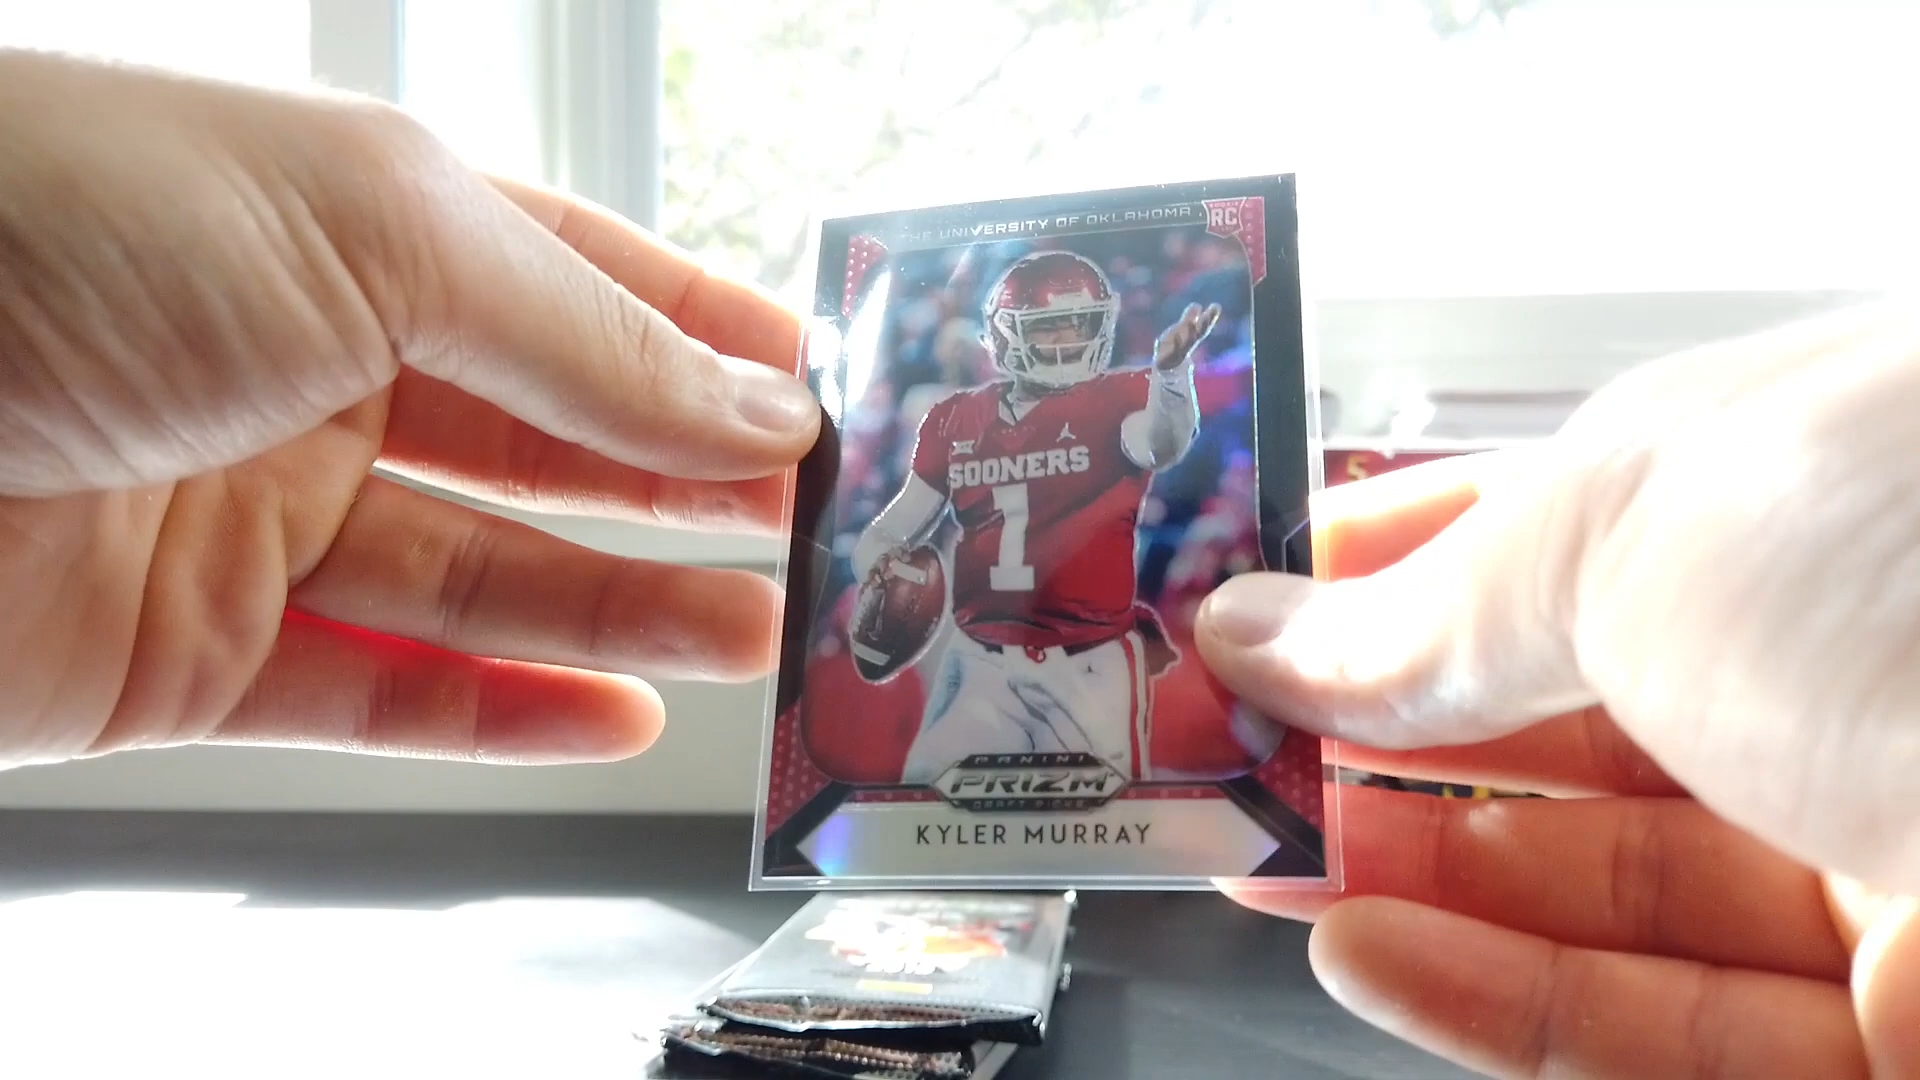 THE UNIVERSITY OF OKLAHOMA
RC
SOONERS
1
PANINI
PRIZM
DRAFT PICKS
KYLER MURRAY